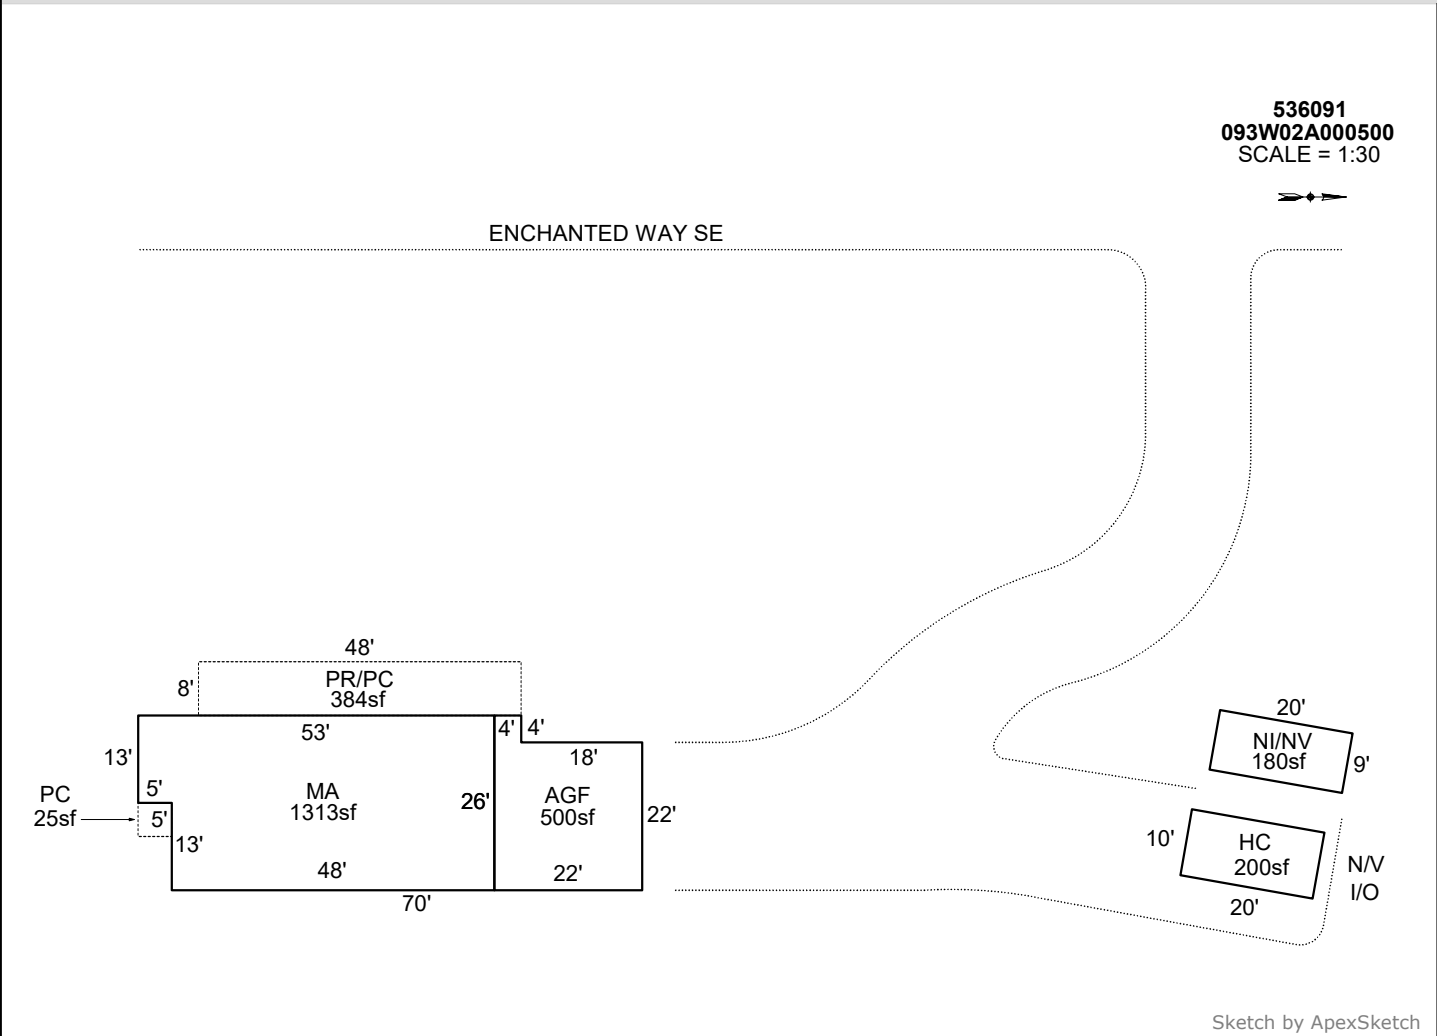 536091
093W02A000500
SCALE = 1:30
ENCHANTED WAY SE
48'
8'
PR/PC
384sf
53'
4'
4'
18'
13'
5'
5'
13'
PC
25sf
MA
1313sf
26'
AGF
500sf
22'
48'
22'
70'
20'
NI/NV
180sf
9'
10'
HC
200sf
20'
N/V
I/O
Sketch by ApexSketch